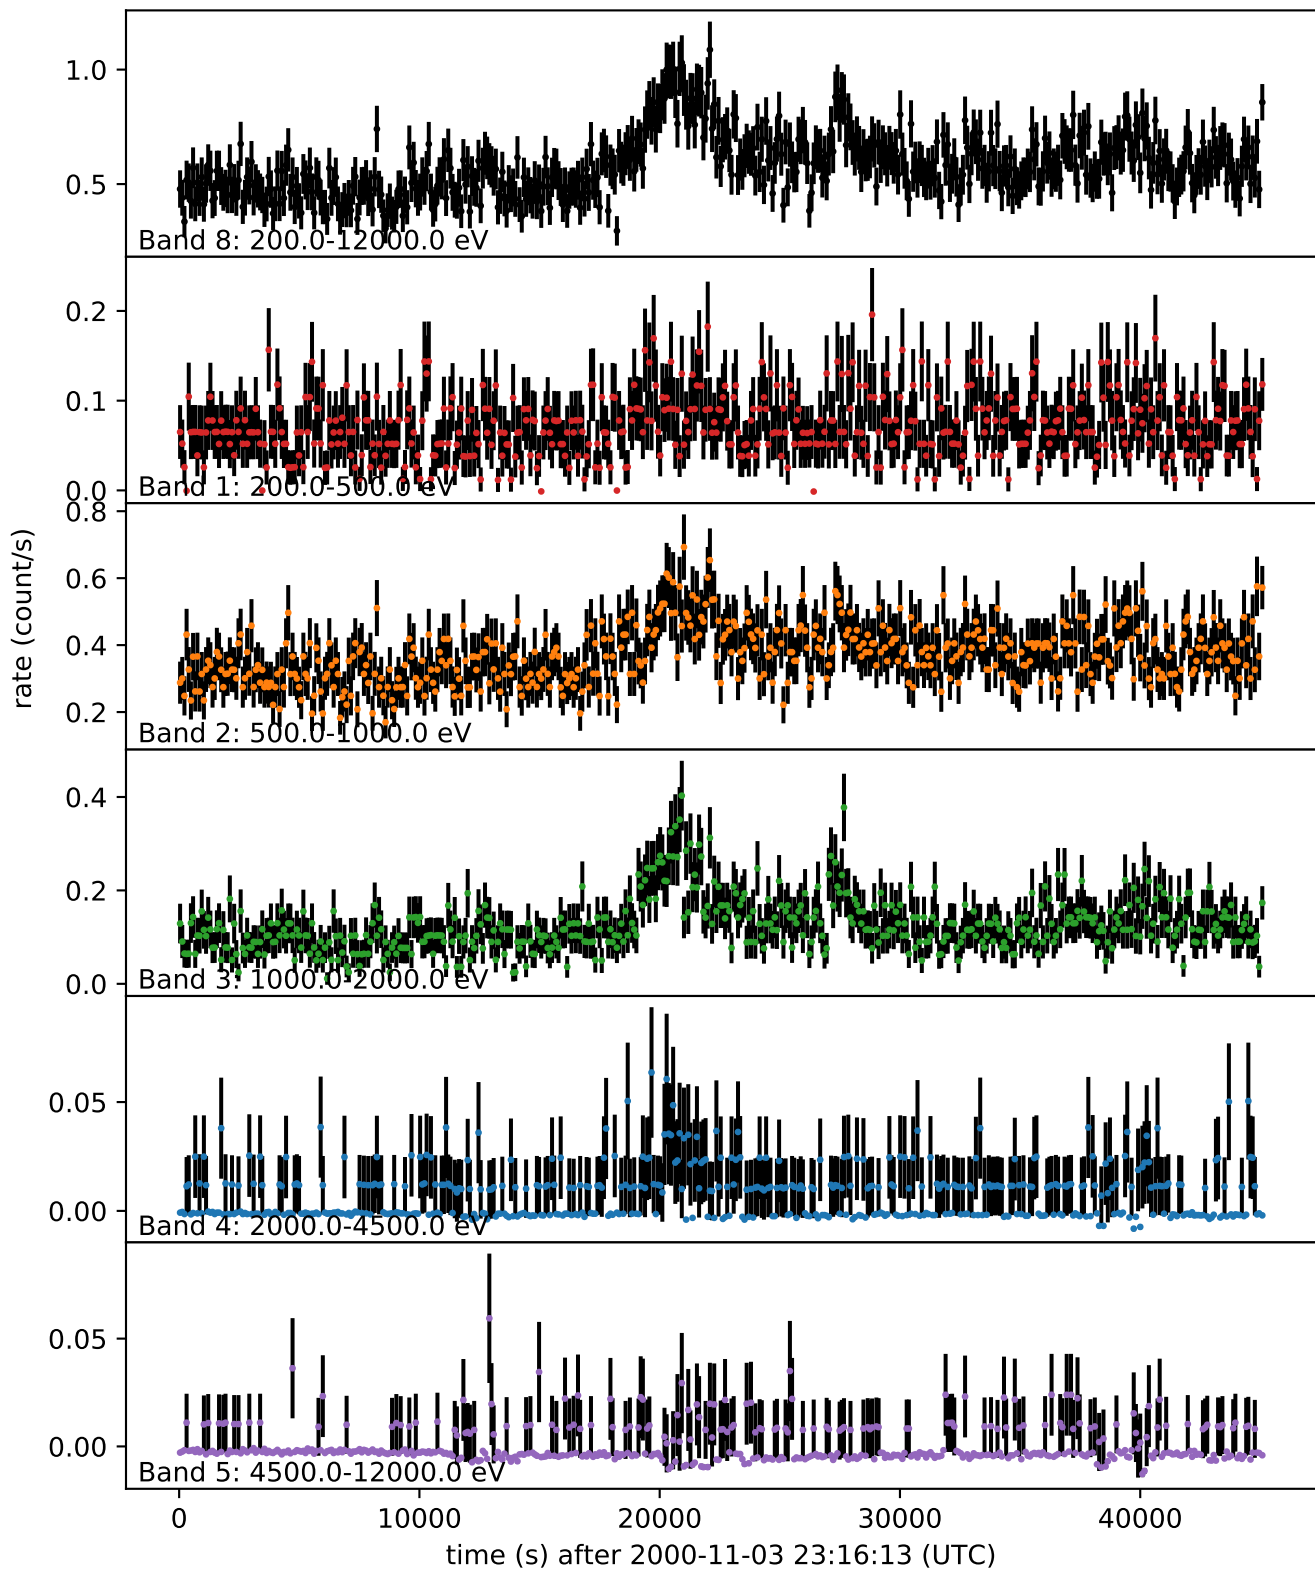 1.0
0.5
Band 8: 200.0-12000.0 eV
0.2
0.1
0.0
Band 1: 200.0-500.0 eV
rate (count/s)
0.8
0.6
0.4
0.2
Band 2: 500.0-1000.0 eV
0.4
0.2
0.0
Band 3: 1000.0-2000.0 eV
0.05
0.00
Band 4: 2000.0-4500.0 eV
0.05
0.00
Band 5: 4500.0-12000.0 eV
0 10000 20000 30000 40000
time (s) after 2000-11-03 23:16:13 (UTC)